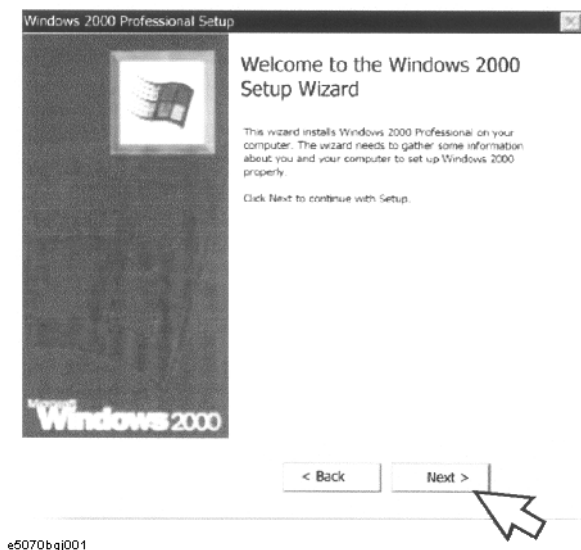 Windows 2000 Professional Setup
Welcome to the Windows 2000
Setup Wizard
This wizard installs Windows 2000 Professional on your
computer. The wizard needs to gather some information
about you and your computer to set up Windows 2000
properly.
Click Next to continue with Setup.
Microsoft
Windows 2000
< Back
Next >
e5070bqj001